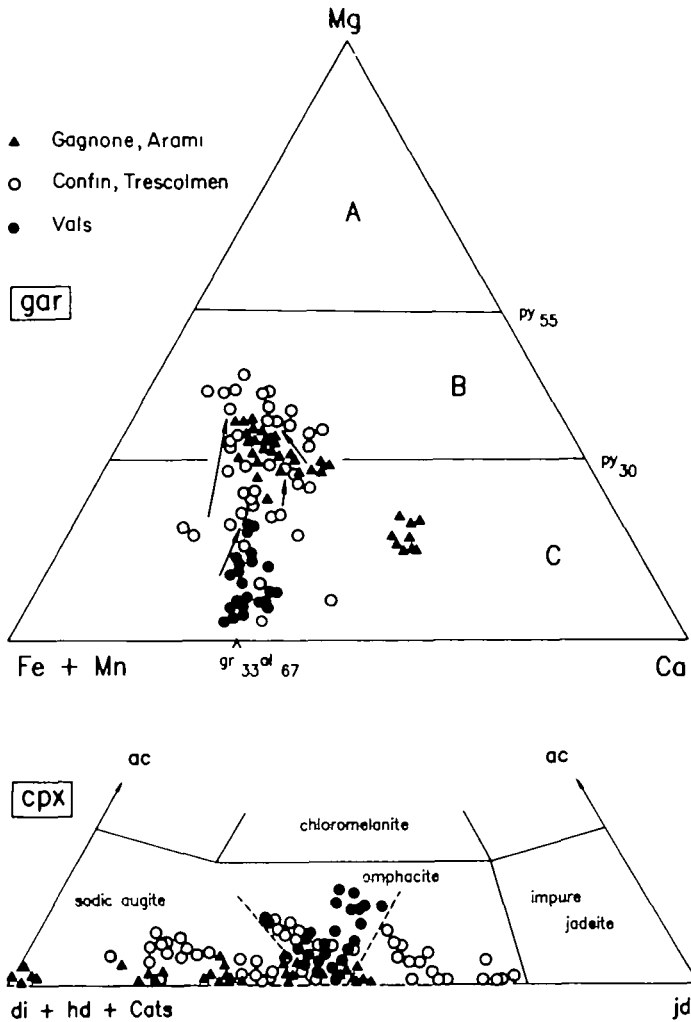 Mg
Gagnone, Arami
Confin, Trescolmen
Vals
A
gar
py 55
B
py 30
C
Fe + Mn
gr 33 al 67
Ca
ac
ac
cpx
chloromelanite
omphacite
sodic augite
impure
jadeite
di + hd + Cats
jd